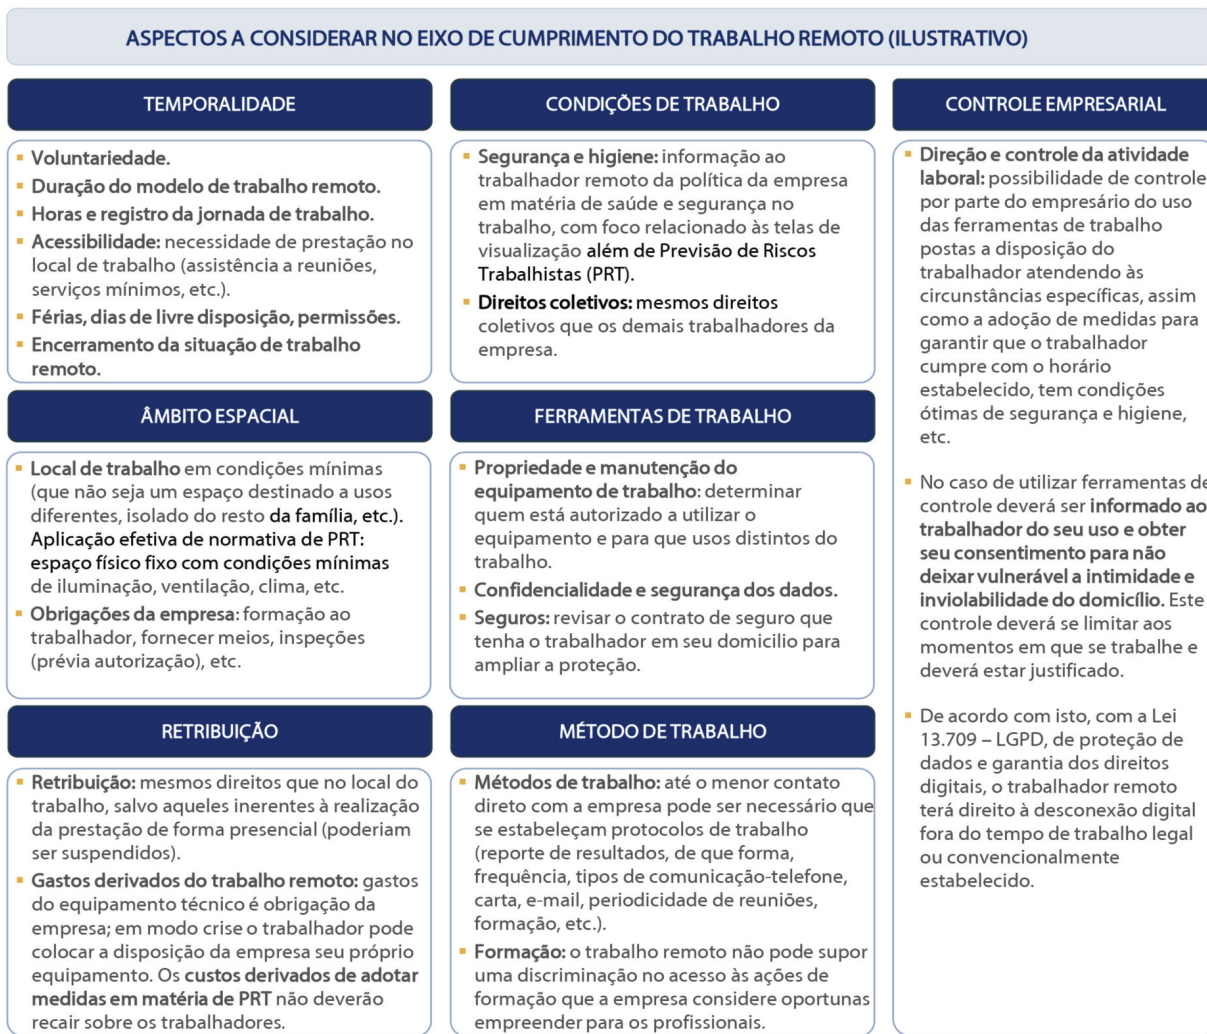 ASPECTOS A CONSIDERAR NO EIXO DE CUMPRIMENTO DO TRABALHO REMOTO (ILUSTRATIVO)
TEMPORALIDADE
▪ Voluntariedade.
▪ Duração do modelo de trabalho remoto.
▪ Horas e registro da jornada de trabalho.
▪ Acessibilidade: necessidade de prestação no
local de trabalho (assistência a reuniões,
serviços mínimos, etc.).
▪ Férias, dias de livre disposição, permissões.
▪ Encerramento da situação de trabalho
remoto.
ÂMBITO ESPACIAL
▪ Local de trabalho em condições mínimas
(que não seja um espaço destinado a usos
diferentes, isolado do resto da família, etc.).
Aplicação efetiva de normativa de PRT:
espaço físico fixo com condições mínimas
de iluminação, ventilação, clima, etc.
▪ Obrigações da empresa: formação ao
trabalhador, fornecer meios, inspeções
(prévia autorização), etc.
RETRIBUIÇÃO
▪ Retribuição: mesmos direitos que no local do
trabalho, salvo aqueles inerentes à realização
da prestação de forma presencial (poderiam
ser suspendidos).
▪ Gastos derivados do trabalho remoto: gastos
do equipamento técnico é obrigação da
empresa; em modo crise o trabalhador pode
colocar a disposição da empresa seu próprio
equipamento. Os custos derivados de adotar
medidas em matéria de PRT não deverão
recair sobre os trabalhadores.
CONDIÇÕES DE TRABALHO
▪ Segurança e higiene: informação ao
trabalhador remoto da política da empresa
em matéria de saúde e segurança no
trabalho, com foco relacionado às telas de
visualização além de Previsão de Riscos
Trabalhistas (PRT).
▪ Direitos coletivos: mesmos direitos
coletivos que os demais trabalhadores da
empresa.
FERRAMENTAS DE TRABALHO
▪ Propriedade e manutenção do
equipamento de trabalho: determinar
quem está autorizado a utilizar o
equipamento e para que usos distintos do
trabalho.
▪ Confidencialidade e segurança dos dados.
▪ Seguros: revisar o contrato de seguro que
tenha o trabalhador em seu domicilio para
ampliar a proteção.
MÉTODO DE TRABALHO
▪ Métodos de trabalho: até o menor contato
direto com a empresa pode ser necessário que
se estabeleçam protocolos de trabalho
(reporte de resultados, de que forma,
frequência, tipos de comunicação-telefone,
carta, e-mail, periodicidade de reuniões,
formação, etc.).
▪ Formação: o trabalho remoto não pode supor
uma discriminação no acesso às ações de
formação que a empresa considere oportunas
empreender para os profissionais.
CONTROLE EMPRESARIAL
▪ Direção e controle da atividade
laboral: possibilidade de controle
por parte do empresário do uso
das ferramentas de trabalho
postas a disposição do
trabalhador atendendo às
circunstâncias específicas, assim
como a adoção de medidas para
garantir que o trabalhador
cumpre com o horário
estabelecido, tem condições
ótimas de segurança e higiene,
etc.
▪ No caso de utilizar ferramentas de
controle deverá ser informado ao
trabalhador do seu uso e obter
seu consentimento para não
deixar vulnerável a intimidade e
inviolabilidade do domicílio. Este
controle deverá se limitar aos
momentos em que se trabalhe e
deverá estar justificado.
▪ De acordo com isto, com a Lei
13.709 – LGPD, de proteção de
dados e garantia dos direitos
digitais, o trabalhador remoto
terá direito à desconexão digital
fora do tempo de trabalho legal
ou convencionalmente
estabelecido.